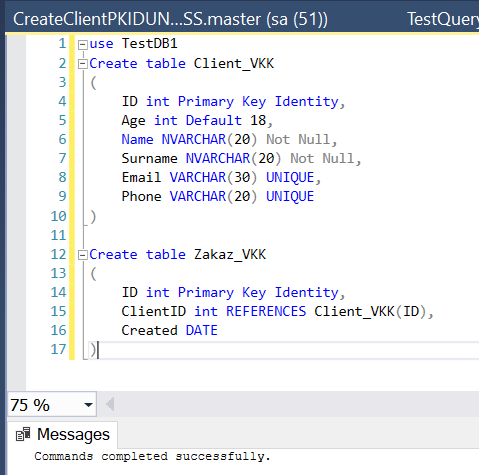 CreateClientPKIDUN...SS.master (sa (51)) TestQuery
1 use TestDB1
2 Create table Client_VKK
3 (
4 ID int Primary Key Identity,
5 Age int Default 18,
6 Name NVARCHAR(20) Not Null,
7 Surname NVARCHAR(20) Not Null,
8 Email VARCHAR(30) UNIQUE,
9 Phone VARCHAR(20) UNIQUE
10 )
11
12 Create table Zakaz_VKK
13 (
14 ID int Primary Key Identity,
15 ClientID int REFERENCES Client_VKK(ID),
16 Created DATE
17 )
75 %
Messages
Commands completed successfully.